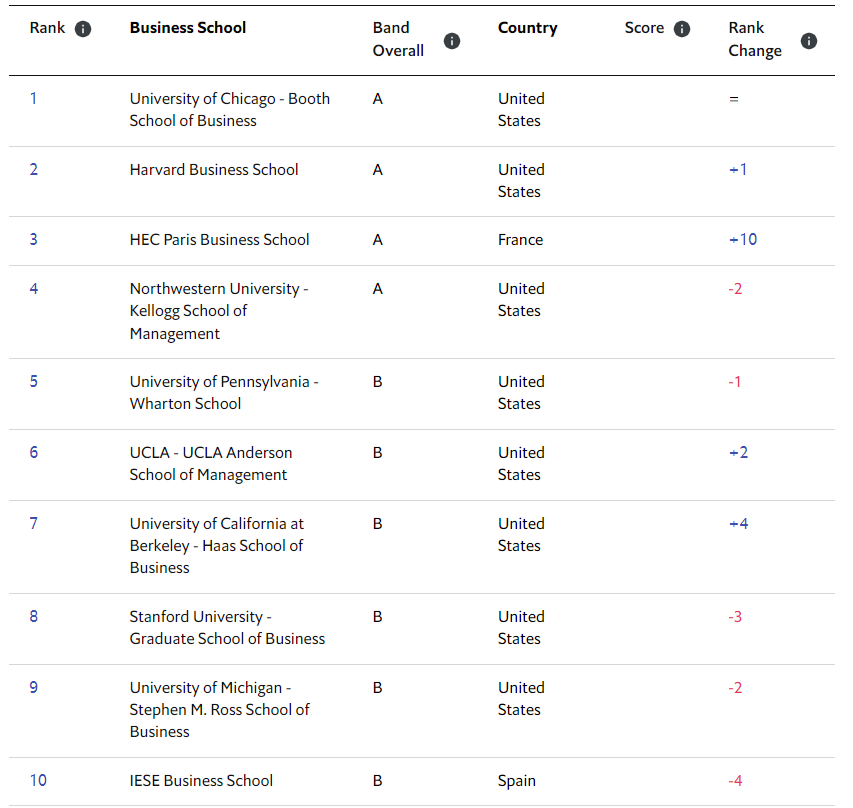 Rank Business School Band Overall Country Score Rank Change
1 University of Chicago - Booth School of Business A United States =
2 Harvard Business School A United States +1
3 HEC Paris Business School A France +10
4 Northwestern University - Kellogg School of Management A United States -2
5 University of Pennsylvania - Wharton School B United States -1
6 UCLA - UCLA Anderson School of Management B United States +2
7 University of California at Berkeley - Haas School of Business B United States +4
8 Stanford University - Graduate School of Business B United States -3
9 University of Michigan - Stephen M. Ross School of Business B United States -2
10 IESE Business School B Spain -4